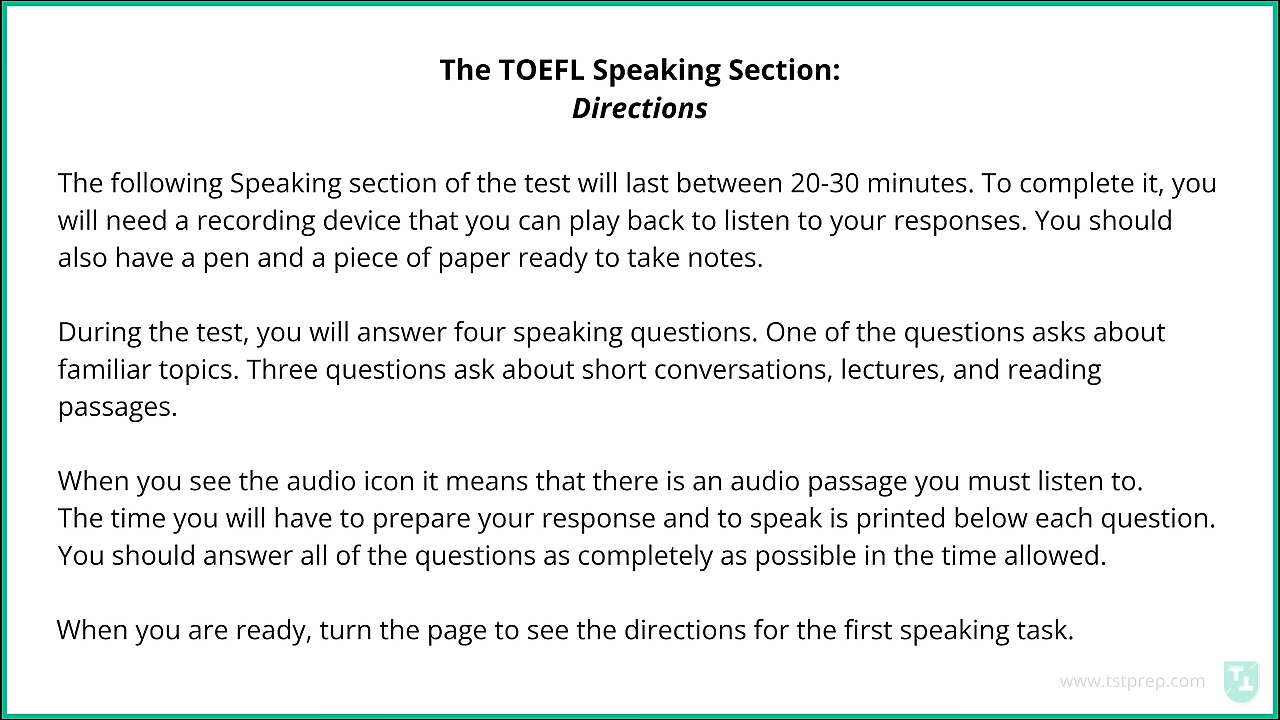 The TOEFL Speaking Section:
Directions
The following Speaking section of the test will last between 20-30 minutes. To complete it, you
will need a recording device that you can play back to listen to your responses. You should
also have a pen and a piece of paper ready to take notes.
During the test, you will answer four speaking questions. One of the questions asks about
familiar topics. Three questions ask about short conversations, lectures, and reading
passages.
When you see the audio icon it means that there is an audio passage you must listen to.
The time you will have to prepare your response and to speak is printed below each question.
You should answer all of the questions as completely as possible in the time allowed.
When you are ready, turn the page to see the directions for the first speaking task.
www.tstprep.com